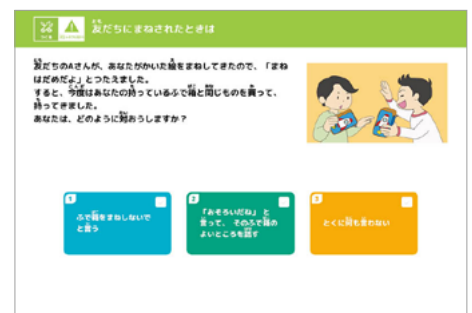 友だちにまねされたときは
友だちのAさんが、あなたがかいた絵をまねしてきたので、「まね
はだめだよ」とつたえました。
すると、今度はあなたの持っているふで箱と同じものを買って、
持ってきました。
あなたは、どのように対おうしますか？
1
ふで箱をまねしないで
と言う
2
「おそろいだね」と
言って、そのふで箱の
よいところを話す
3
とくに何も言わない